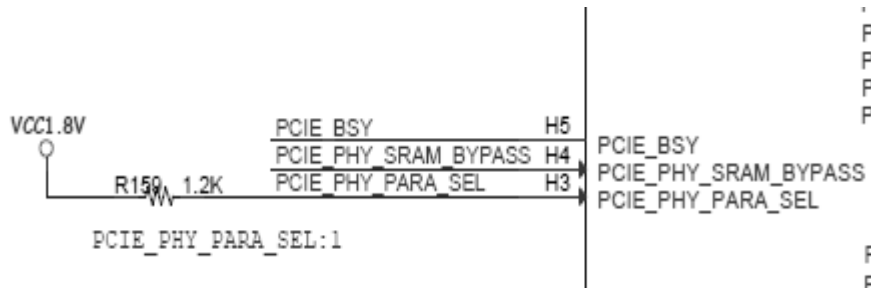 VCC1.8V
PCIE_BSY H5
PCIE_BSY
PCIE_PHY_SRAM_BYPASS H4
PCIE_PHY_SRAM_BYPASS
R159 1.2K
PCIE_PHY_PARA_SEL H3
PCIE_PHY_PARA_SEL
PCIE_PHY_PARA_SEL:1